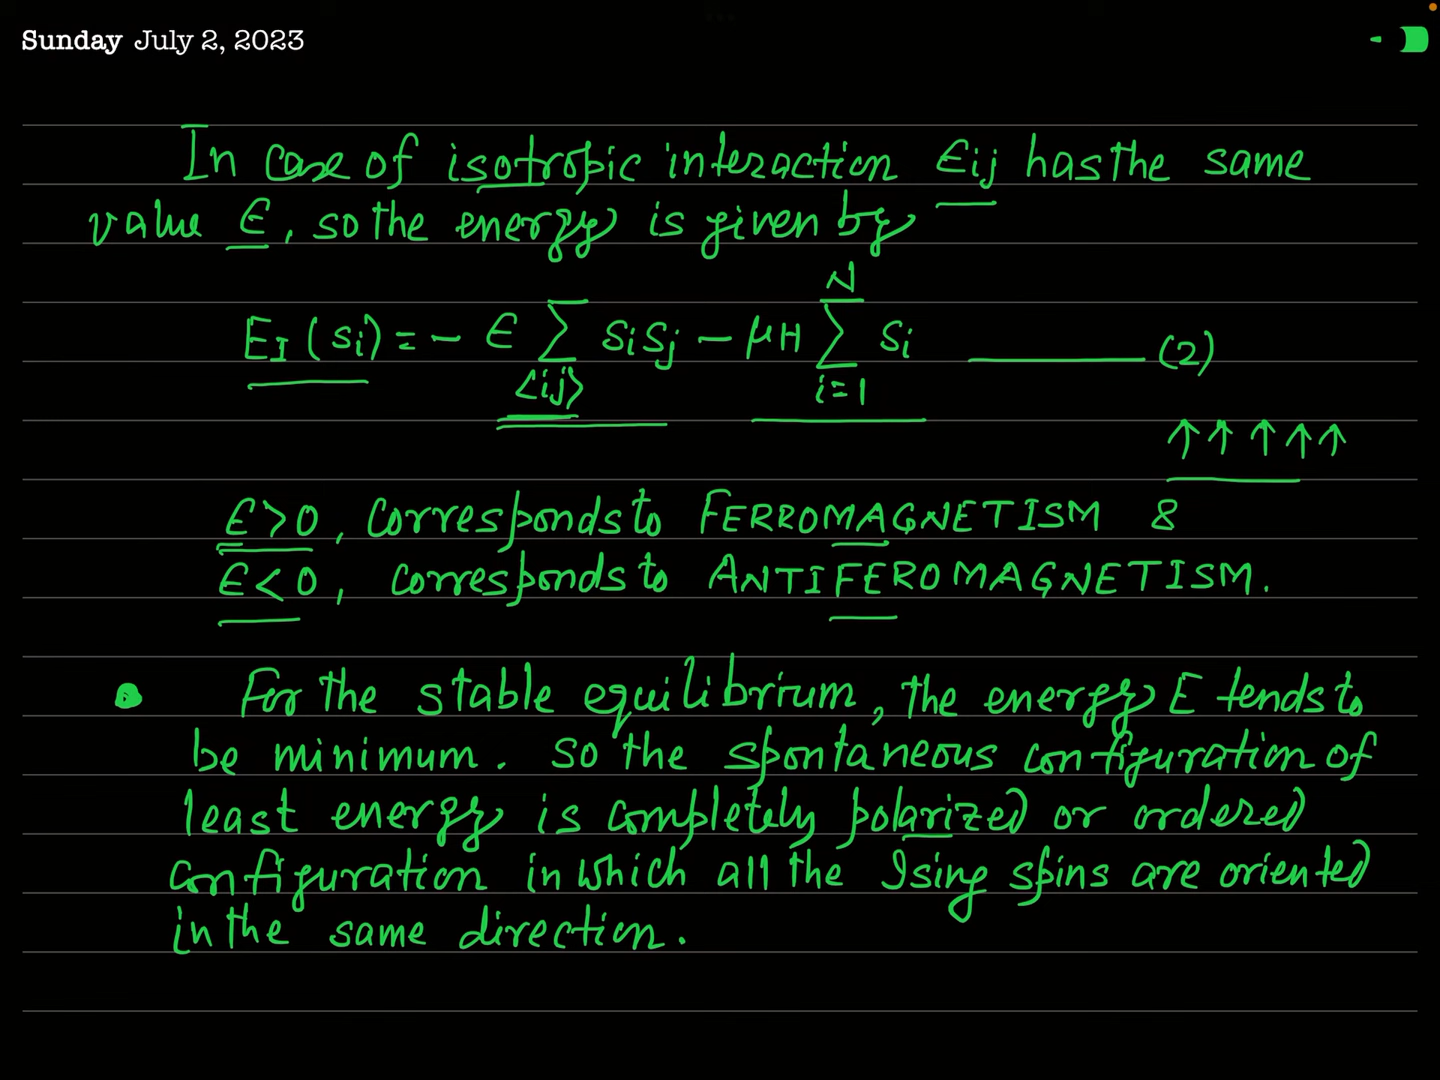 Sunday July 2, 2023
In case of isotropic interaction Єij has the same
value Є, so the energy is given by
E_I (si) = - Є ∑_{<ij>} SiSj - μH ∑_{i=1}^{N} Si ——— (2)
↑ ↑ ↑ ↑ ↑
Є>0, corresponds to FERROMAGNETISM &
Є<0, corresponds to ANTIFEROMAGNETISM.
• For the stable equilibrium, the energy E tends to
be minimum. So the spontaneous configuration of
least energy is completely polarized or ordered
configuration in which all the Ising spins are oriented
in the same direction.